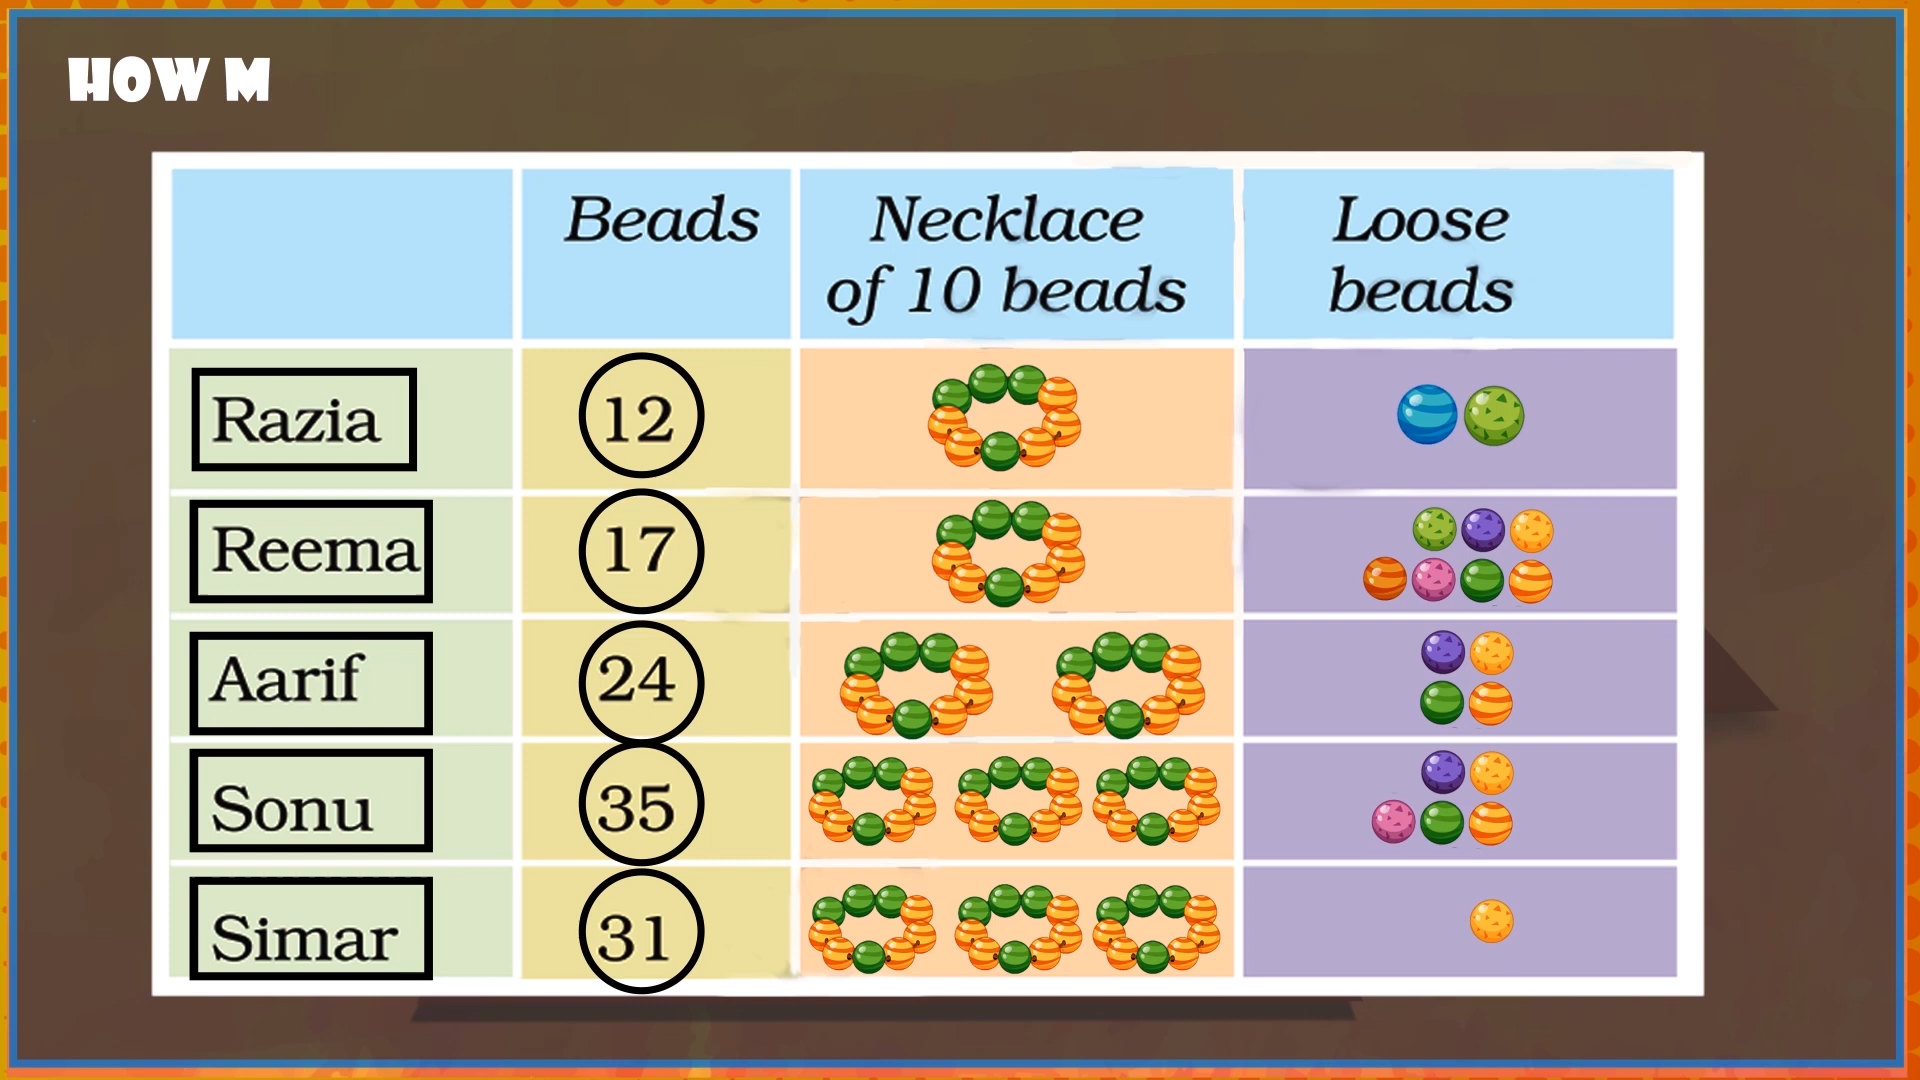 HOW M
Beads
Necklace
of 10 beads
Loose
beads
Razia 12
Reema 17
Aarif 24
Sonu 35
Simar 31